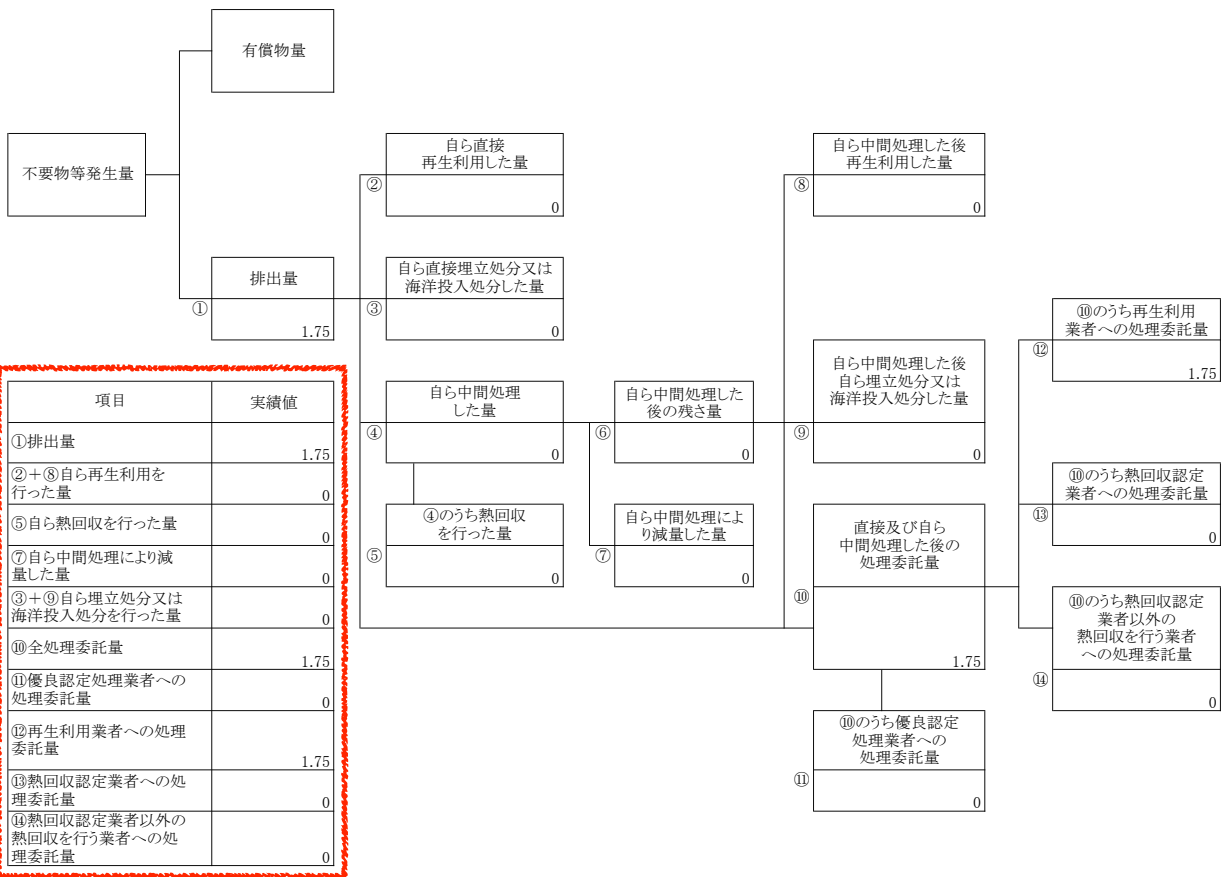 有償物量
不要物等発生量
排出量
①
1.75
自ら直接
再生利用した量
②
0
自ら直接埋立処分又は
海洋投入処分した量
③
0
自ら中間処理
した量
④
0
④のうち熱回収
を行った量
⑤
0
自ら中間処理した
後の残さ量
⑥
0
自ら中間処理によ
り減量した量
⑦
0
自ら中間処理した後
再生利用した量
⑧
0
自ら中間処理した後
自ら埋立処分又は
海洋投入処分した量
⑨
0
直接及び自ら
中間処理した後の
処理委託量
⑩
1.75
⑩のうち優良認定
処理業者への
処理委託量
⑪
0
⑩のうち再生利用
業者への処理委託量
⑫
1.75
⑩のうち熱回収認定
業者への処理委託量
⑬
0
⑩のうち熱回収認定
業者以外の
熱回収を行う業者
への処理委託量
⑭
0
項目 実績値
①排出量 1.75
②+⑧自ら再生利用を
行った量 0
⑤自ら熱回収を行った量 0
⑦自ら中間処理により減
量した量 0
③+⑨自ら埋立処分又は
海洋投入処分を行った量 0
⑩全処理委託量 1.75
⑪優良認定処理業者への
処理委託量 0
⑫再生利用業者への処理
委託量 1.75
⑬熱回収認定業者への処
理委託量 0
⑭熱回収認定業者以外の
熱回収を行う業者への処
理委託量 0